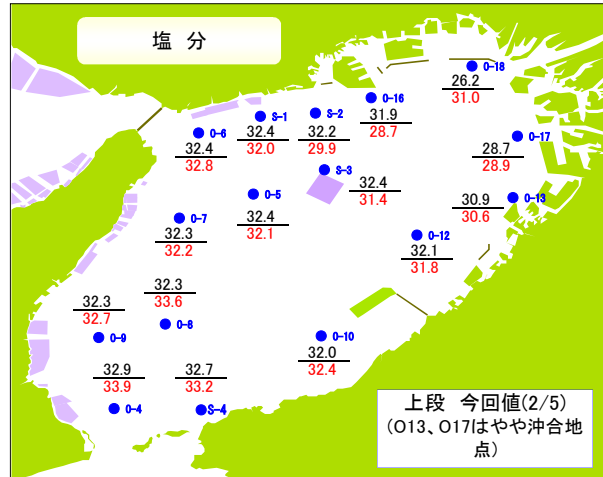 塩 分
O-18
26.2
31.0
O-16
31.9
28.7
S-1
32.4
32.0
S-2
32.2
29.9
O-6
32.4
32.8
O-17
28.7
28.9
S-3
32.4
31.4
O-5
32.4
32.1
O-13
30.9
30.6
O-7
32.3
32.2
O-12
32.1
31.8
32.3
33.6
O-8
32.3
32.7
O-9
O-10
32.0
32.4
32.9
33.9
O-4
32.7
33.2
S-4
上段 今回値(2/5)
(O13、O17はやや沖合地
点)